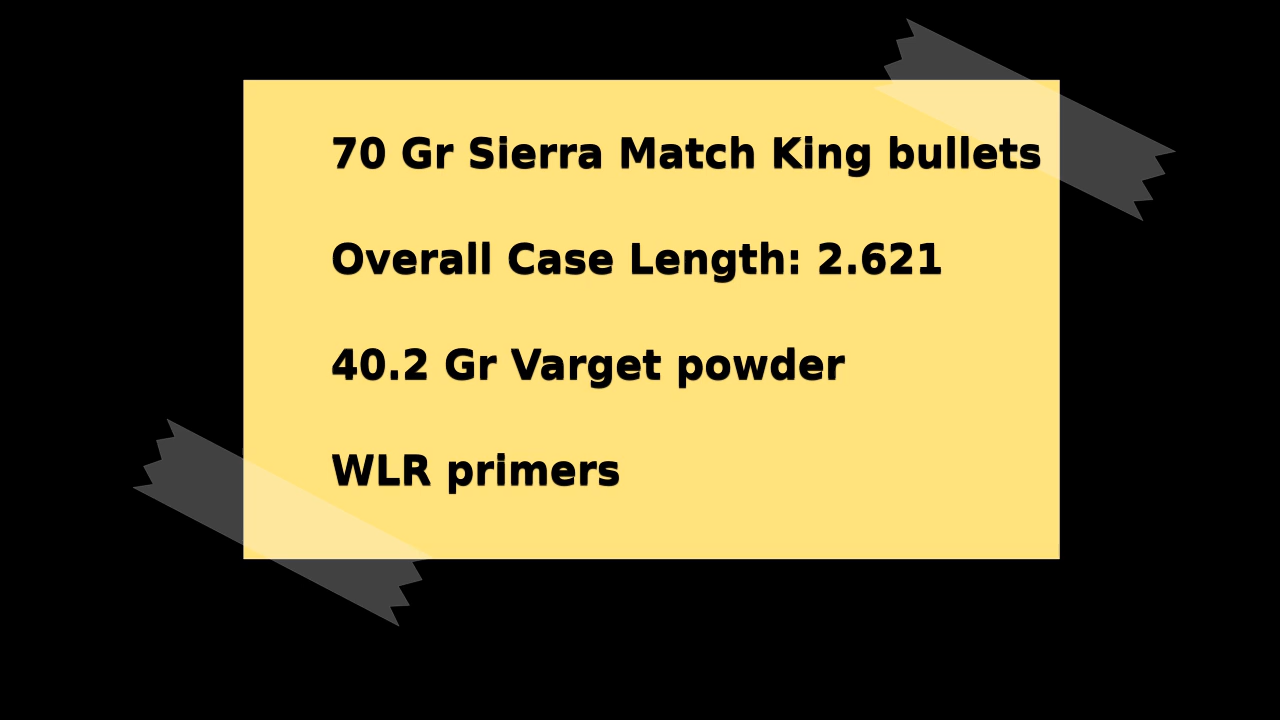 70 Gr Sierra Match King bullets
Overall Case Length: 2.621
40.2 Gr Varget powder
WLR primers